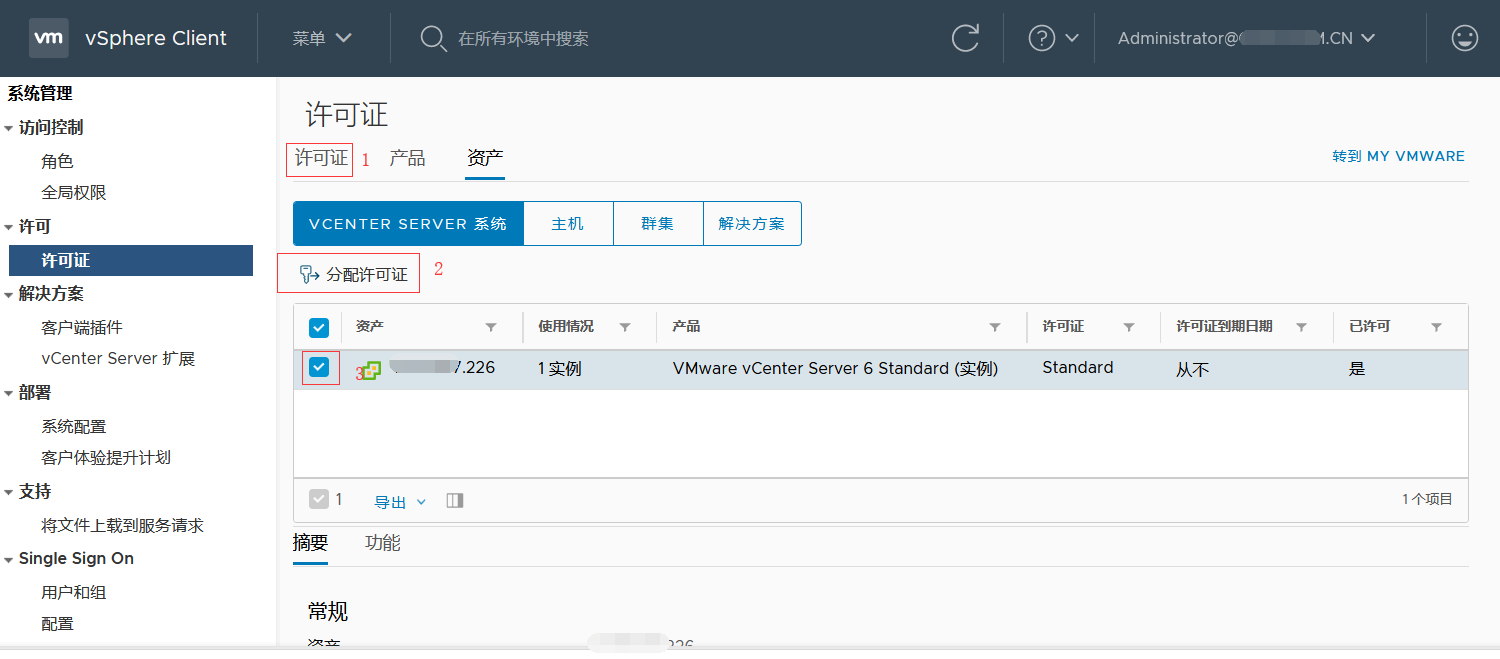 vm vSphere Client 菜单 在所有环境中搜索 Administrator@ .CN
系统管理
访问控制
角色
全局权限
许可
许可证
解决方案
客户端插件
vCenter Server 扩展
部署
系统配置
客户体验提升计划
支持
将文件上载到服务请求
Single Sign On
用户和组
配置
许可证
许可证 1 产品 资产 转到 MY VMWARE
VCENTER SERVER 系统 主机 群集 解决方案
分配许可证 2
资产 使用情况 产品 许可证 许可证到期日期 已许可
3 7.226 1 实例 VMware vCenter Server 6 Standard (实例) Standard 从不 是
1 导出 1 个项目
摘要 功能
常规
资产 226